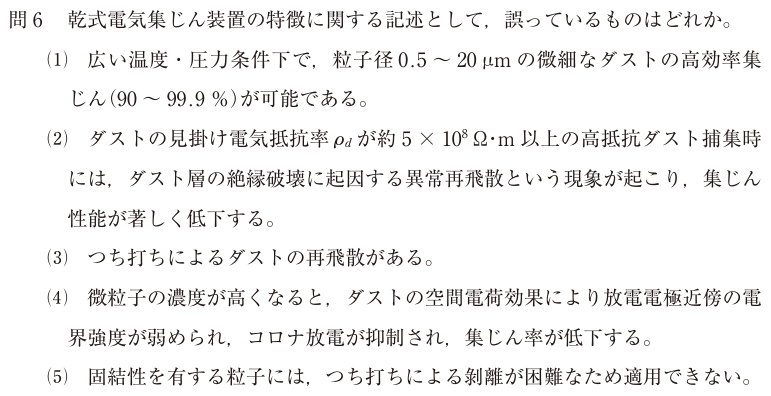 問6　乾式電気集じん装置の特徴に関する記述として，誤っているものはどれか。
⑴　広い温度・圧力条件下で，粒子径 0.5 ～ 20 μm の微細なダストの高効率集
じん(90 ～ 99.9 %)が可能である。
⑵　ダストの見掛け電気抵抗率 ρd が約 5 × 10⁸ Ω･m 以上の高抵抗ダスト捕集時
には，ダスト層の絶縁破壊に起因する異常再飛散という現象が起こり，集じん
性能が著しく低下する。
⑶　つち打ちによるダストの再飛散がある。
⑷　微粒子の濃度が高くなると，ダストの空間電荷効果により放電電極近傍の電
界強度が弱められ，コロナ放電が抑制され，集じん率が低下する。
⑸　固結性を有する粒子には，つち打ちによる剝離が困難なため適用できない。